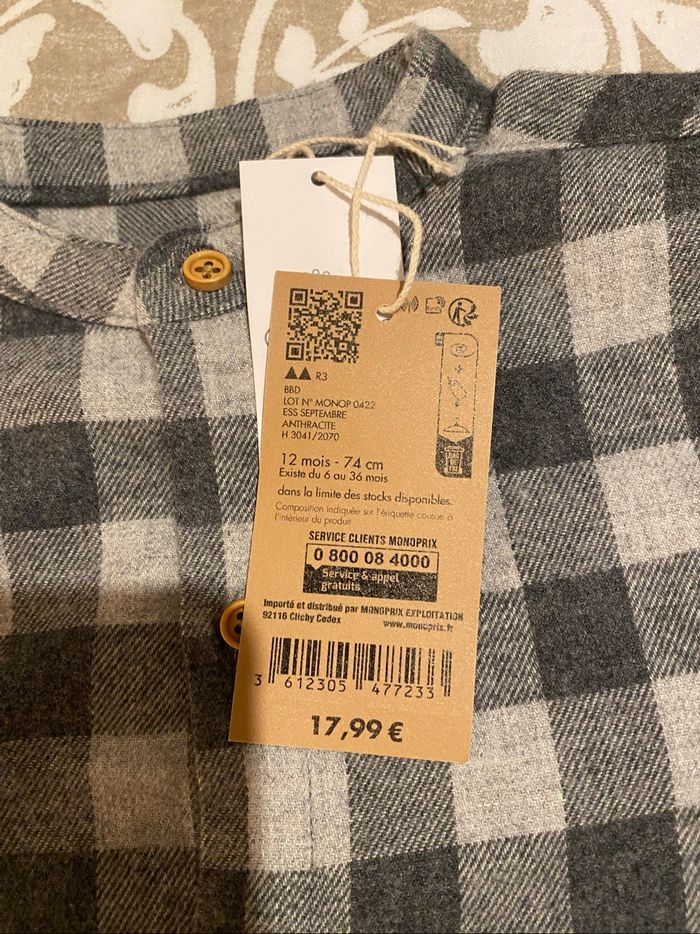 R3
BBD
LOT N° MONOP 0422
ESS SEPTEMBRE
ANTHRACITE
H 3041/2070
12 mois - 74 cm
Existe du 6 au 36 mois
dans la limite des stocks disponibles.
Composition indiquée sur l'étiquette cousue à
l'intérieur du produit
SERVICE CLIENTS MONOPRIX
0 800 08 4000
Service & appel
gratuits
Importé et distribué par MONOPRIX EXPLOITATION
92116 Clichy Cedex www.monoprix.fr
3 612305 477233
17,99 €